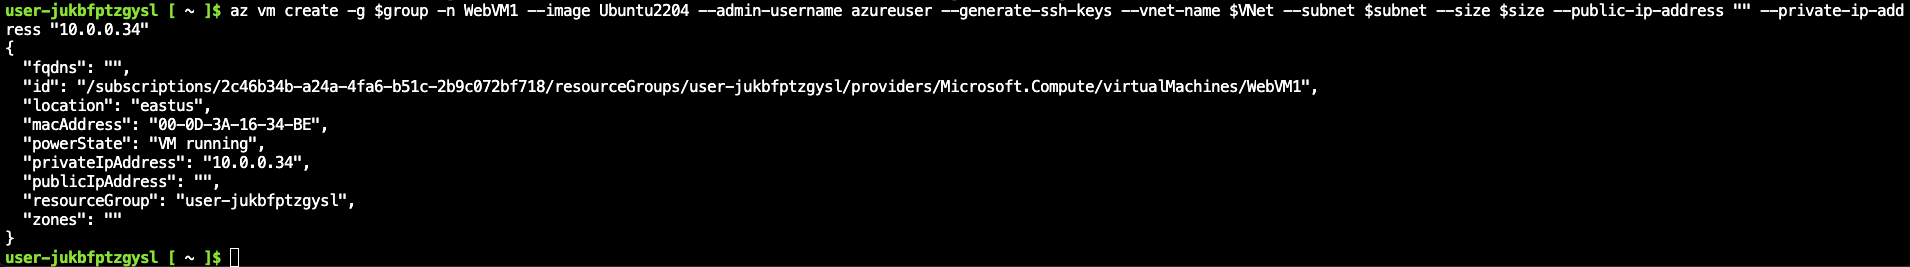 user-jukbfptzgysl [ ~ ]$ az vm create -g $group -n WebVM1 --image Ubuntu2204 --admin-username azureuser --generate-ssh-keys --vnet-name $VNet --subnet $subnet --size $size --public-ip-address "" --private-ip-add
ress "10.0.0.34"
{
  "fqdns": "",
  "id": "/subscriptions/2c46b34b-a24a-4fa6-b51c-2b9c072bf718/resourceGroups/user-jukbfptzgysl/providers/Microsoft.Compute/virtualMachines/WebVM1",
  "location": "eastus",
  "macAddress": "00-0D-3A-16-34-BE",
  "powerState": "VM running",
  "privateIpAddress": "10.0.0.34",
  "publicIpAddress": "",
  "resourceGroup": "user-jukbfptzgysl",
  "zones": ""
}
user-jukbfptzgysl [ ~ ]$